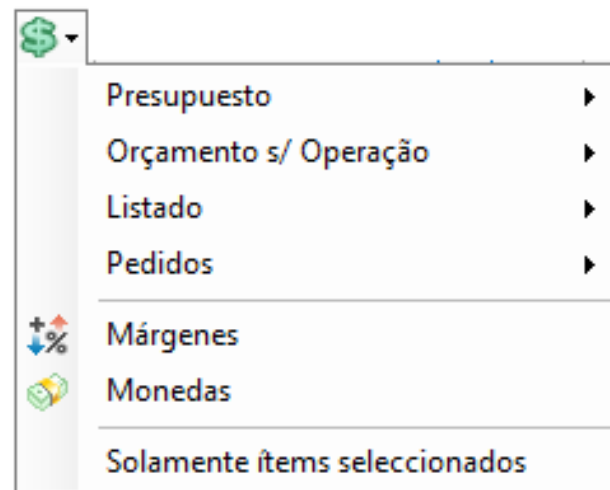 Presupuesto
Orçamento s/ Operação
Listado
Pedidos
Márgenes
Monedas
Solamente ítems seleccionados